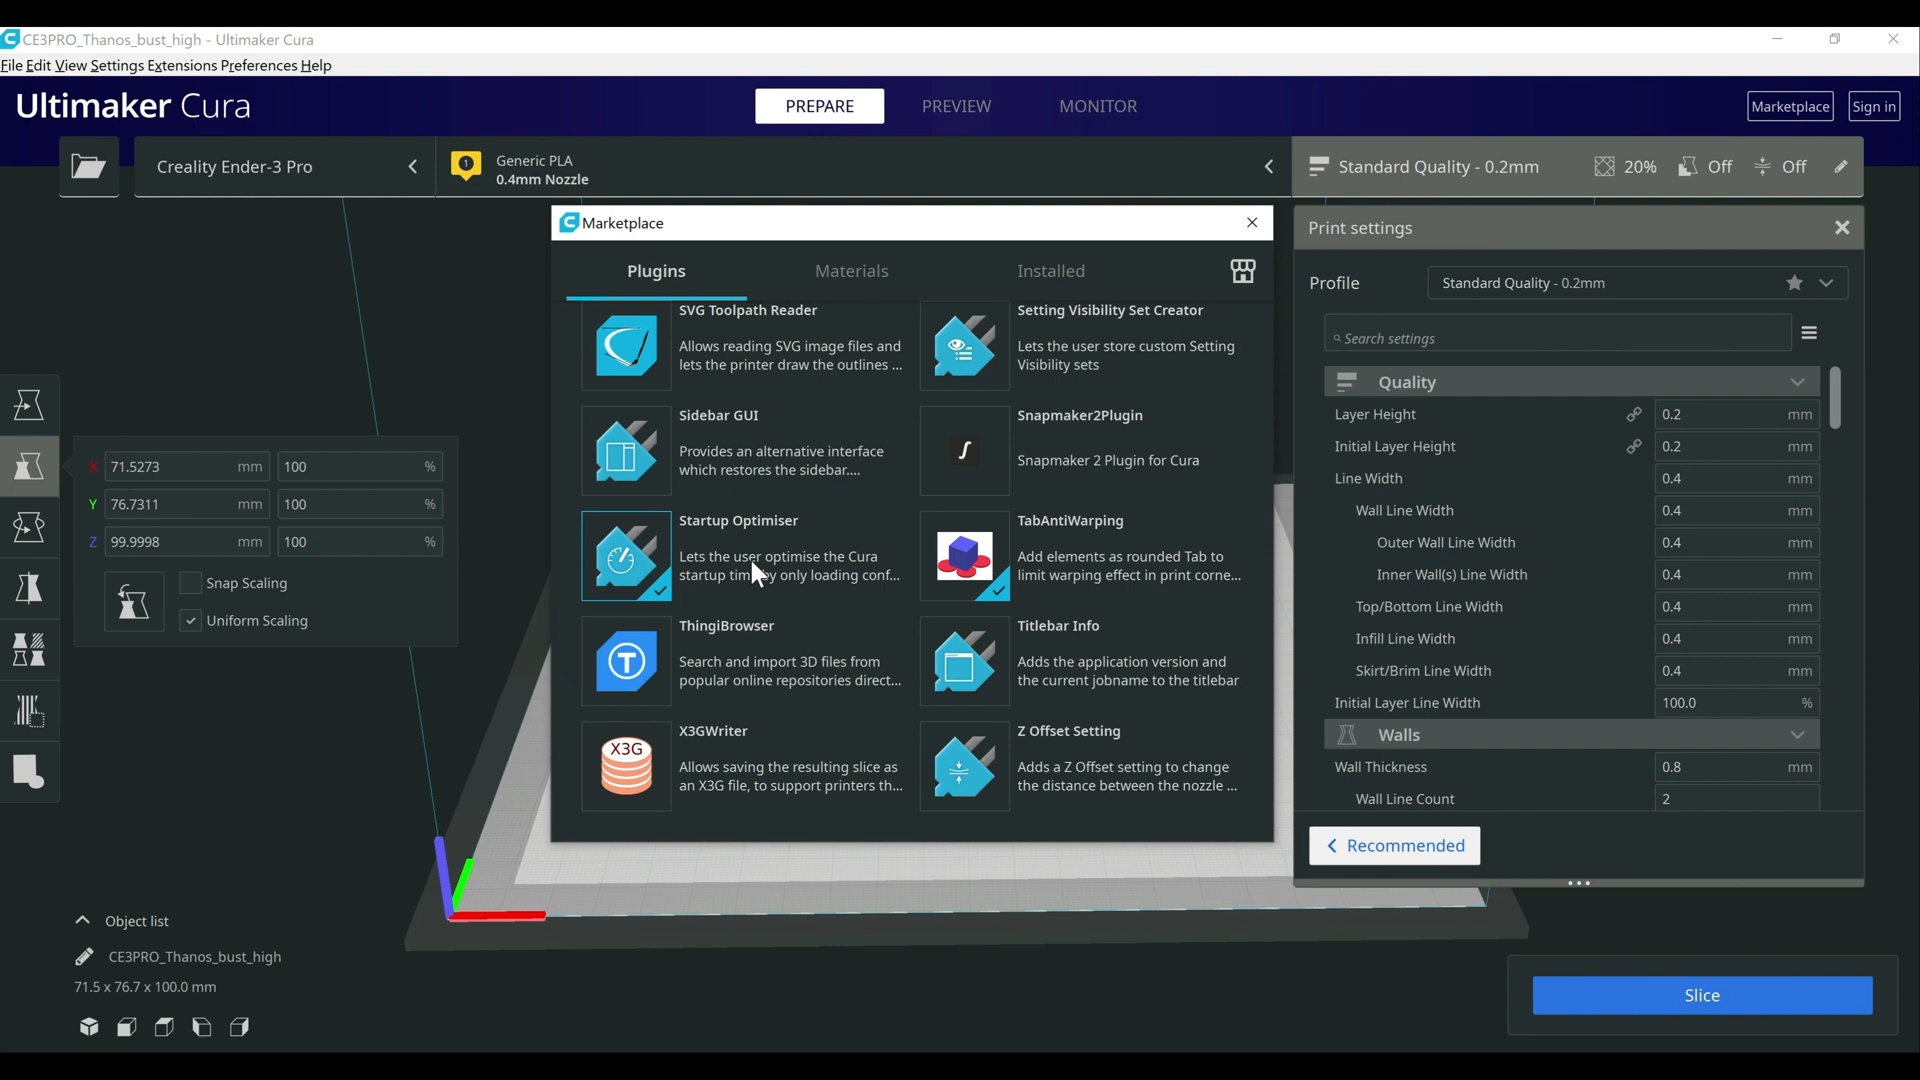 CE3PRO_Thanos_bust_high - Ultimaker Cura
File Edit View Settings Extensions Preferences Help
Ultimaker Cura
PREPARE
PREVIEW
MONITOR
Marketplace
Sign in
Creality Ender-3 Pro
1
Generic PLA
0.4mm Nozzle
Standard Quality - 0.2mm
20%
Off
Off
Marketplace
Plugins
Materials
Installed
SVG Toolpath Reader
Allows reading SVG image files and
lets the printer draw the outlines ...
Setting Visibility Set Creator
Lets the user store custom Setting
Visibility sets
Sidebar GUI
Provides an alternative interface
which restores the sidebar....
Snapmaker2Plugin
Snapmaker 2 Plugin for Cura
Startup Optimiser
Lets the user optimise the Cura
startup time by only loading conf...
TabAntiWarping
Add elements as rounded Tab to
limit warping effect in print corne...
ThingiBrowser
Search and import 3D files from
popular online repositories direct...
Titlebar Info
Adds the application version and
the current jobname to the titlebar
X3G
X3GWriter
Allows saving the resulting slice as
an X3G file, to support printers th...
Z Offset Setting
Adds a Z Offset setting to change
the distance between the nozzle ...
Print settings
Profile
Standard Quality - 0.2mm
Search settings
Quality
Layer Height 0.2 mm
Initial Layer Height 0.2 mm
Line Width 0.4 mm
Wall Line Width 0.4 mm
Outer Wall Line Width 0.4 mm
Inner Wall(s) Line Width 0.4 mm
Top/Bottom Line Width 0.4 mm
Infill Line Width 0.4 mm
Skirt/Brim Line Width 0.4 mm
Initial Layer Line Width 100.0 %
Walls
Wall Thickness 0.8 mm
Wall Line Count 2
Recommended
X 71.5273 mm 100 %
Y 76.7311 mm 100 %
Z 99.9998 mm 100 %
Snap Scaling
Uniform Scaling
Object list
CE3PRO_Thanos_bust_high
71.5 x 76.7 x 100.0 mm
Slice